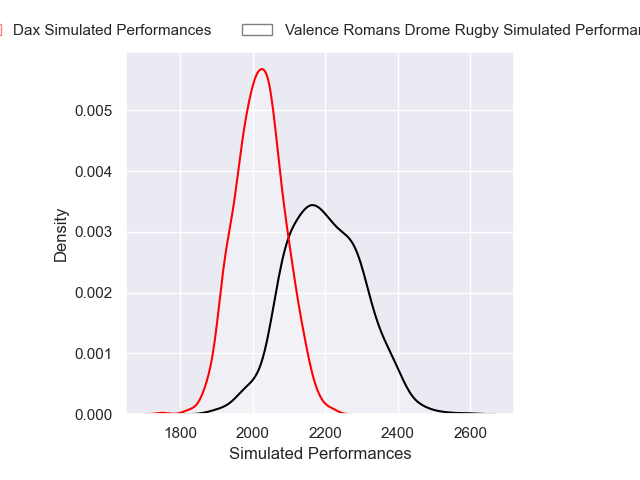 Dax Simulated Performances Valence Romans Drome Rugby Simulated
0.005
0.004
0.003
0.002
0.001
0.000
Density
1800 2000 2200 2400 2600
Simulated Performances